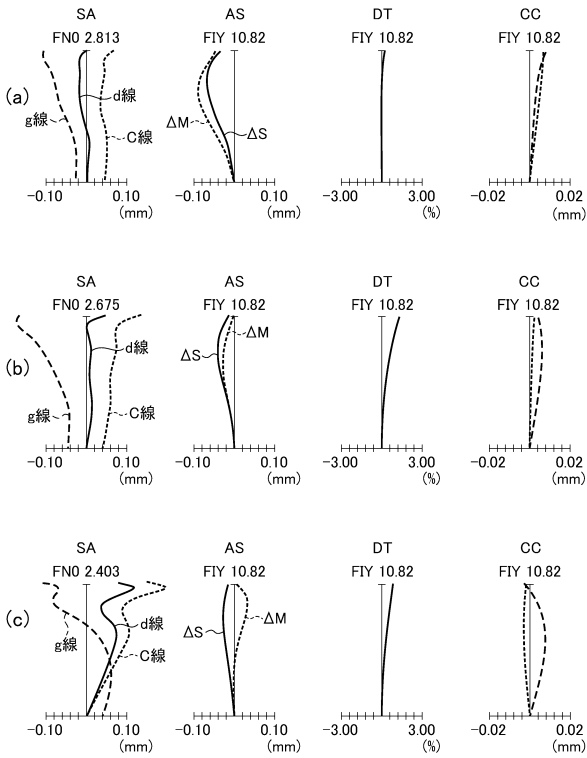 SA AS DT CC
FNO 2.813 FIY 10.82 FIY 10.82 FIY 10.82
(a)
d線
g線
C線
ΔM
ΔS
-0.10 0.10 -0.10 0.10 -3.00 3.00 -0.02 0.02
(mm) (mm) (%) (mm)
SA AS DT CC
FNO 2.675 FIY 10.82 FIY 10.82 FIY 10.82
(b)
d線
g線
C線
ΔM
ΔS
-0.10 0.10 -0.10 0.10 -3.00 3.00 -0.02 0.02
(mm) (mm) (%) (mm)
SA AS DT CC
FNO 2.403 FIY 10.82 FIY 10.82 FIY 10.82
(c)
d線
g線
C線
ΔM
ΔS
-0.10 0.10 -0.10 0.10 -3.00 3.00 -0.02 0.02
(mm) (mm) (%) (mm)